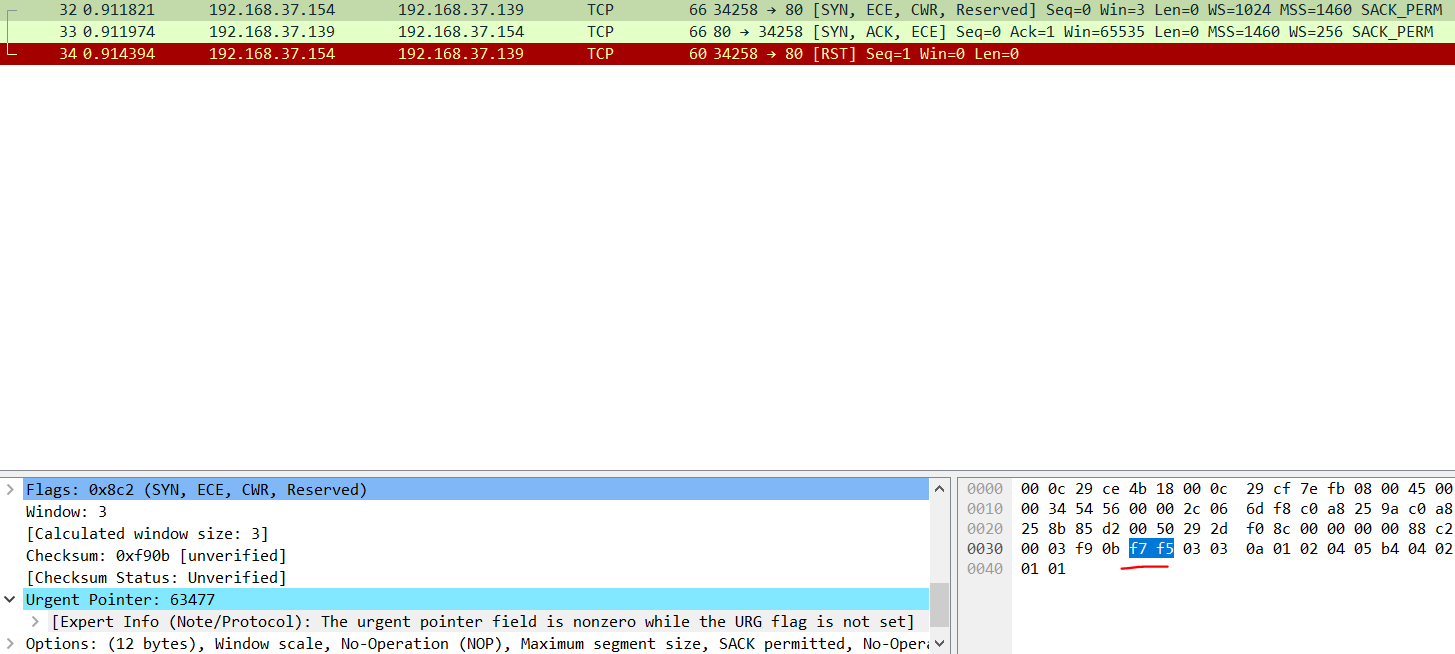 32 0.911821 192.168.37.154 192.168.37.139 TCP 66 34258 → 80 [SYN, ECE, CWR, Reserved] Seq=0 Win=3 Len=0 WS=1024 MSS=1460 SACK_PERM
33 0.911974 192.168.37.139 192.168.37.154 TCP 66 80 → 34258 [SYN, ACK, ECE] Seq=0 Ack=1 Win=65535 Len=0 MSS=1460 WS=256 SACK_PERM
34 0.914394 192.168.37.154 192.168.37.139 TCP 60 34258 → 80 [RST] Seq=1 Win=0 Len=0
Flags: 0x8c2 (SYN, ECE, CWR, Reserved)
Window: 3
[Calculated window size: 3]
Checksum: 0xf90b [unverified]
[Checksum Status: Unverified]
Urgent Pointer: 63477
[Expert Info (Note/Protocol): The urgent pointer field is nonzero while the URG flag is not set]
Options: (12 bytes), Window scale, No-Operation (NOP), Maximum segment size, SACK permitted, No-Opera
0000 00 0c 29 ce 4b 18 00 0c 29 cf 7e fb 08 00 45 00
0010 00 34 54 56 00 00 2c 06 6d f8 c0 a8 25 9a c0 a8
0020 25 8b 85 d2 00 50 29 2d f0 8c 00 00 00 00 88 c2
0030 00 03 f9 0b f7 f5 03 03 0a 01 02 04 05 b4 04 02
0040 01 01